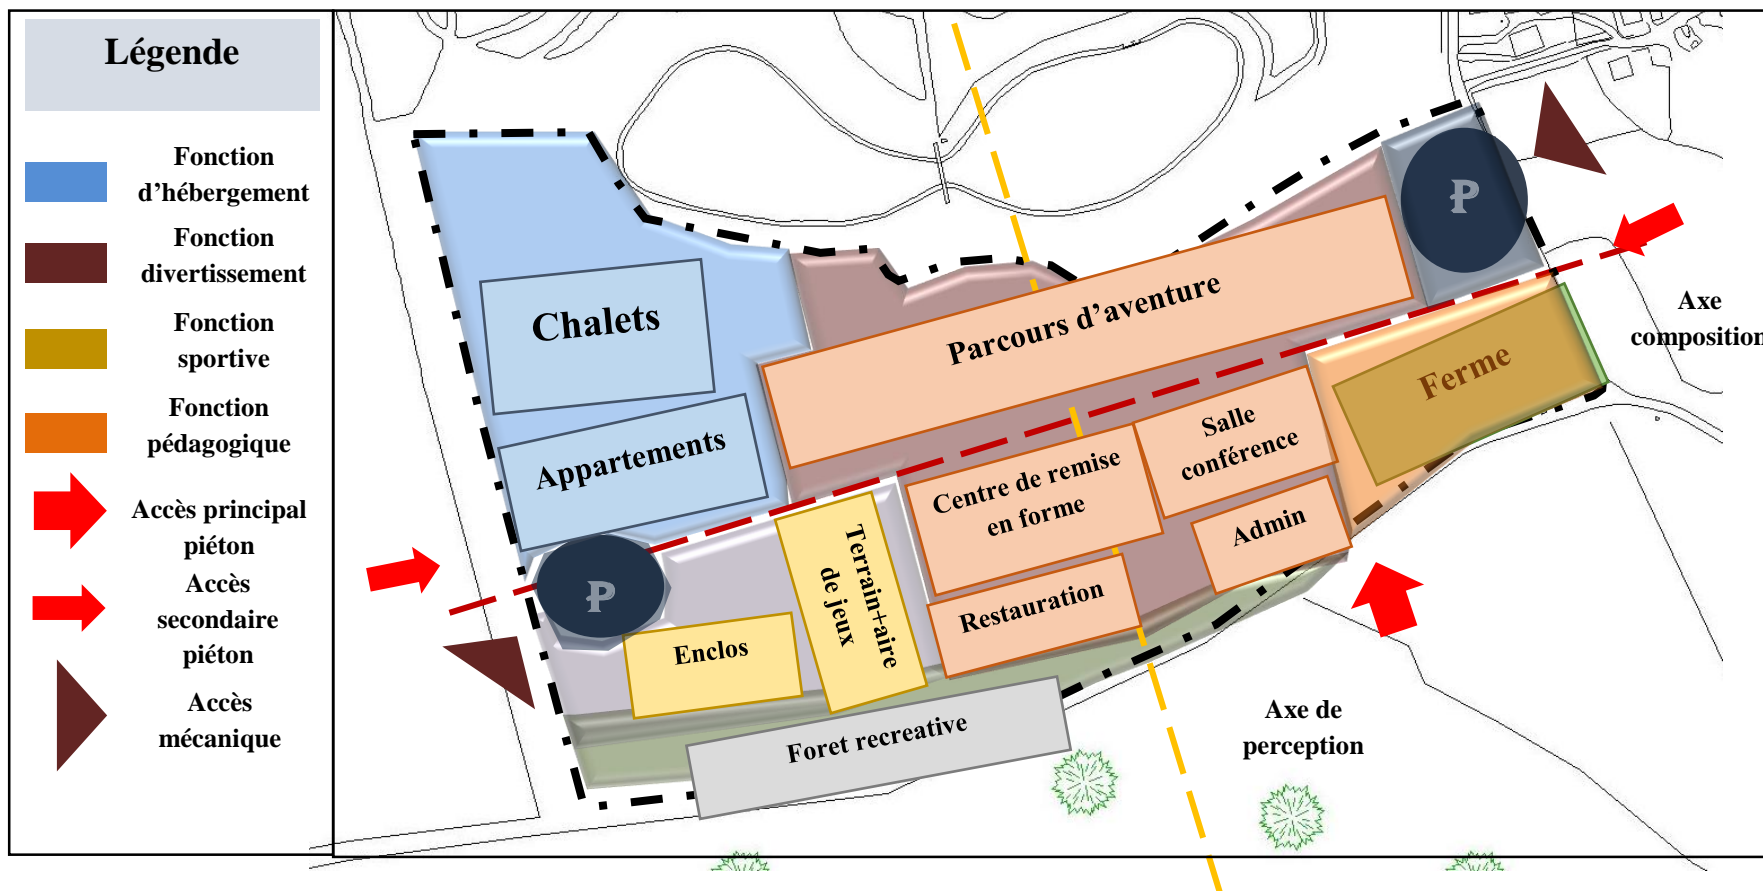 Légende
Fonction
d’hébergement
Fonction
divertissement
Fonction
sportive
Fonction
pédagogique
Accès principal
piéton
Accès
secondaire
piéton
Accès
mécanique
P
Chalets
Parcours d’aventure
Axe
composition
Ferme
Appartements
Salle
conférence
Centre de remise
en forme
Admin
Terrain+aire
de jeux
P
Restauration
Enclos
Foret recreative
Axe de
perception